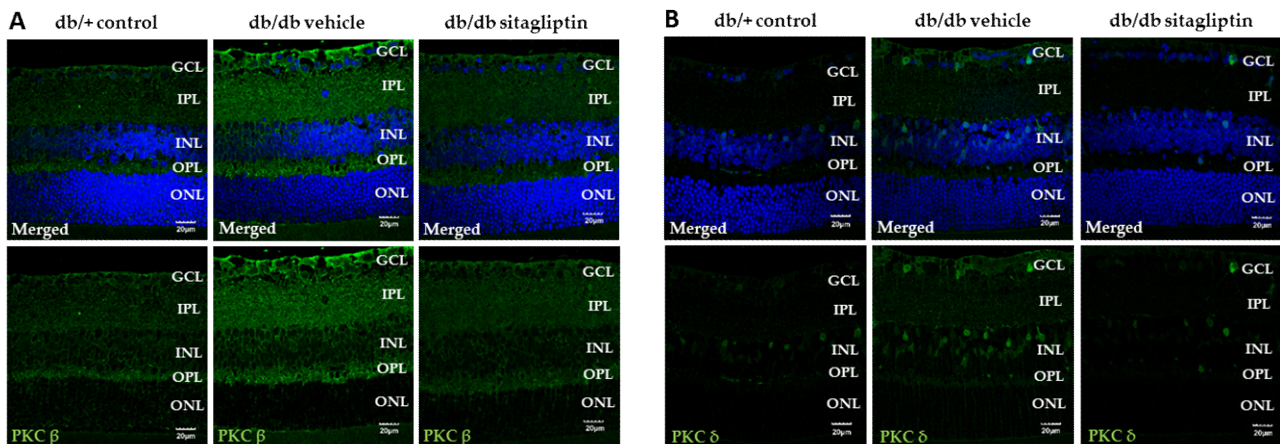 A
db/+ control
db/db vehicle
db/db sitagliptin
GCL
IPL
INL
OPL
ONL
Merged
20µm
GCL
IPL
INL
OPL
ONL
Merged
20µm
GCL
IPL
INL
OPL
ONL
Merged
20µm
GCL
IPL
INL
OPL
ONL
PKC β
20µm
GCL
IPL
INL
OPL
ONL
PKC β
20µm
GCL
IPL
INL
OPL
ONL
PKC β
20µm
B
db/+ control
db/db vehicle
db/db sitagliptin
GCL
IPL
INL
OPL
ONL
Merged
20µm
GCL
IPL
INL
OPL
ONL
Merged
20µm
GCL
IPL
INL
OPL
ONL
Merged
20µm
GCL
IPL
INL
OPL
ONL
PKC δ
20µm
GCL
IPL
INL
OPL
ONL
PKC δ
20µm
GCL
IPL
INL
OPL
ONL
PKC δ
20µm